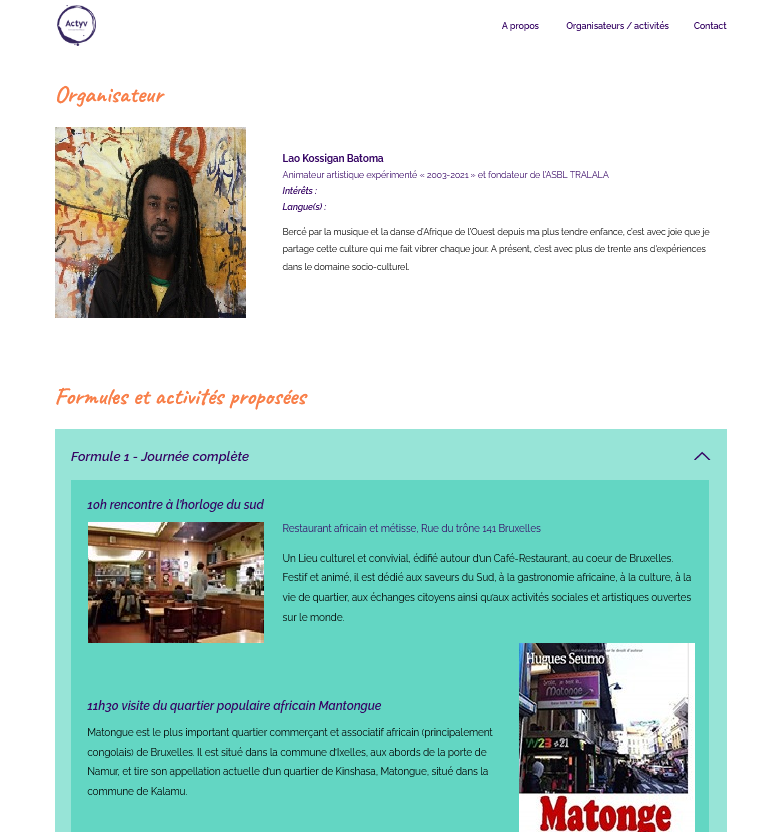 Actyv
A propos
Organisateurs / activités
Contact
Organisateur
Lao Kossigan Batoma
Animateur artistique expérimenté « 2003-2021 » et fondateur de l'ASBL TRALALA
Intérêts :
Langue(s) :
Bercé par la musique et la danse d'Afrique de l'Ouest depuis ma plus tendre enfance, c'est avec joie que je
partage cette culture qui me fait vibrer chaque jour. A présent, c'est avec plus de trente ans d'expériences
dans le domaine socio-culturel.
Formules et activités proposées
Formule 1 - Journée complète
10h rencontre à l'horloge du sud
Restaurant africain et métisse, Rue du trône 141 Bruxelles
Un Lieu culturel et convivial, édifié autour d'un Café-Restaurant, au coeur de Bruxelles.
Festif et animé, il est dédié aux saveurs du Sud, à la gastronomie africaine, à la culture, à la
vie de quartier, aux échanges citoyens ainsi qu'aux activités sociales et artistiques ouvertes
sur le monde.
11h30 visite du quartier populaire africain Mantongue
Matongue est le plus important quartier commerçant et associatif africain (principalement
congolais) de Bruxelles. Il est situé dans la commune d'Ixelles, aux abords de la porte de
Namur, et tire son appellation actuelle d'un quartier de Kinshasa, Matongue, situé dans la
commune de Kalamu.
Hugues Seumo
Matonge
W23 #21
Matonge